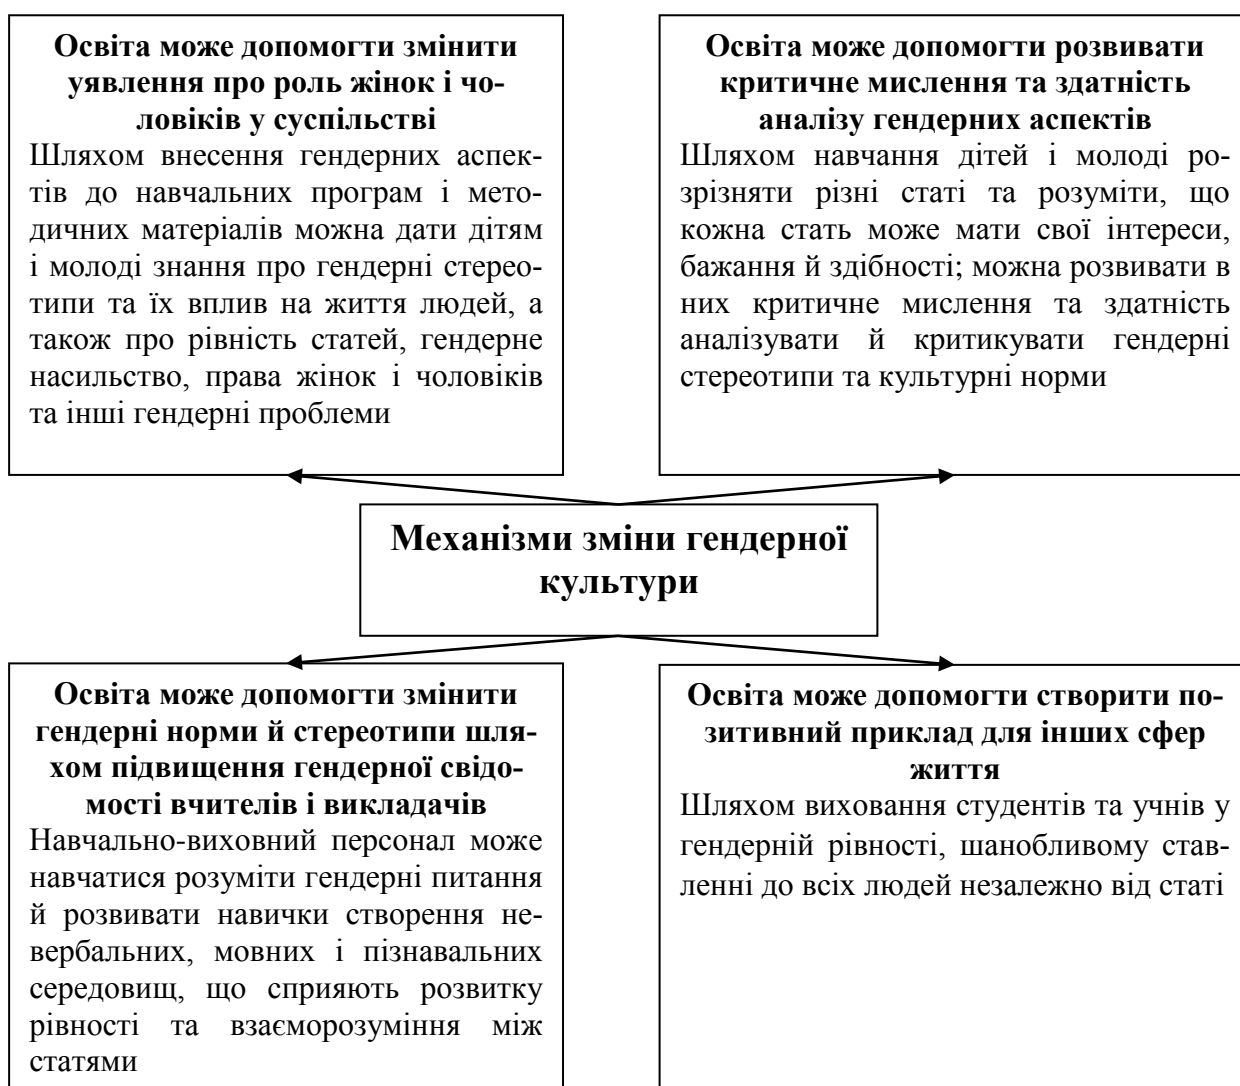 Освіта може допомогти змінити
уявлення про роль жінок і чо-
ловіків у суспільстві
Шляхом внесення гендерних аспек-
тів до навчальних програм і мето-
дичних матеріалів можна дати дітям
і молоді знання про гендерні стерео-
типи та їх вплив на життя людей, а
також про рівність статей, гендерне
насильство, права жінок і чоловіків
та інші гендерні проблеми
Освіта може допомогти розвивати
критичне мислення та здатність
аналізу гендерних аспектів
Шляхом навчання дітей і молоді ро-
зрізняти різні статі та розуміти, що
кожна стать може мати свої інтереси,
бажання й здібності; можна розвивати в
них критичне мислення та здатність
аналізувати й критикувати гендерні
стереотипи та культурні норми
Механізми зміни гендерної
культури
Освіта може допомогти змінити
гендерні норми й стереотипи шля-
хом підвищення гендерної свідо-
мості вчителів і викладачів
Навчально-виховний персонал може
навчатися розуміти гендерні питання
й розвивати навички створення не-
вербальних, мовних і пізнавальних
середовищ, що сприяють розвитку
рівності та взаєморозуміння між
статями
Освіта може допомогти створити по-
зитивний приклад для інших сфер
життя
Шляхом виховання студентів та учнів у
гендерній рівності, шанобливому став-
ленні до всіх людей незалежно від статі